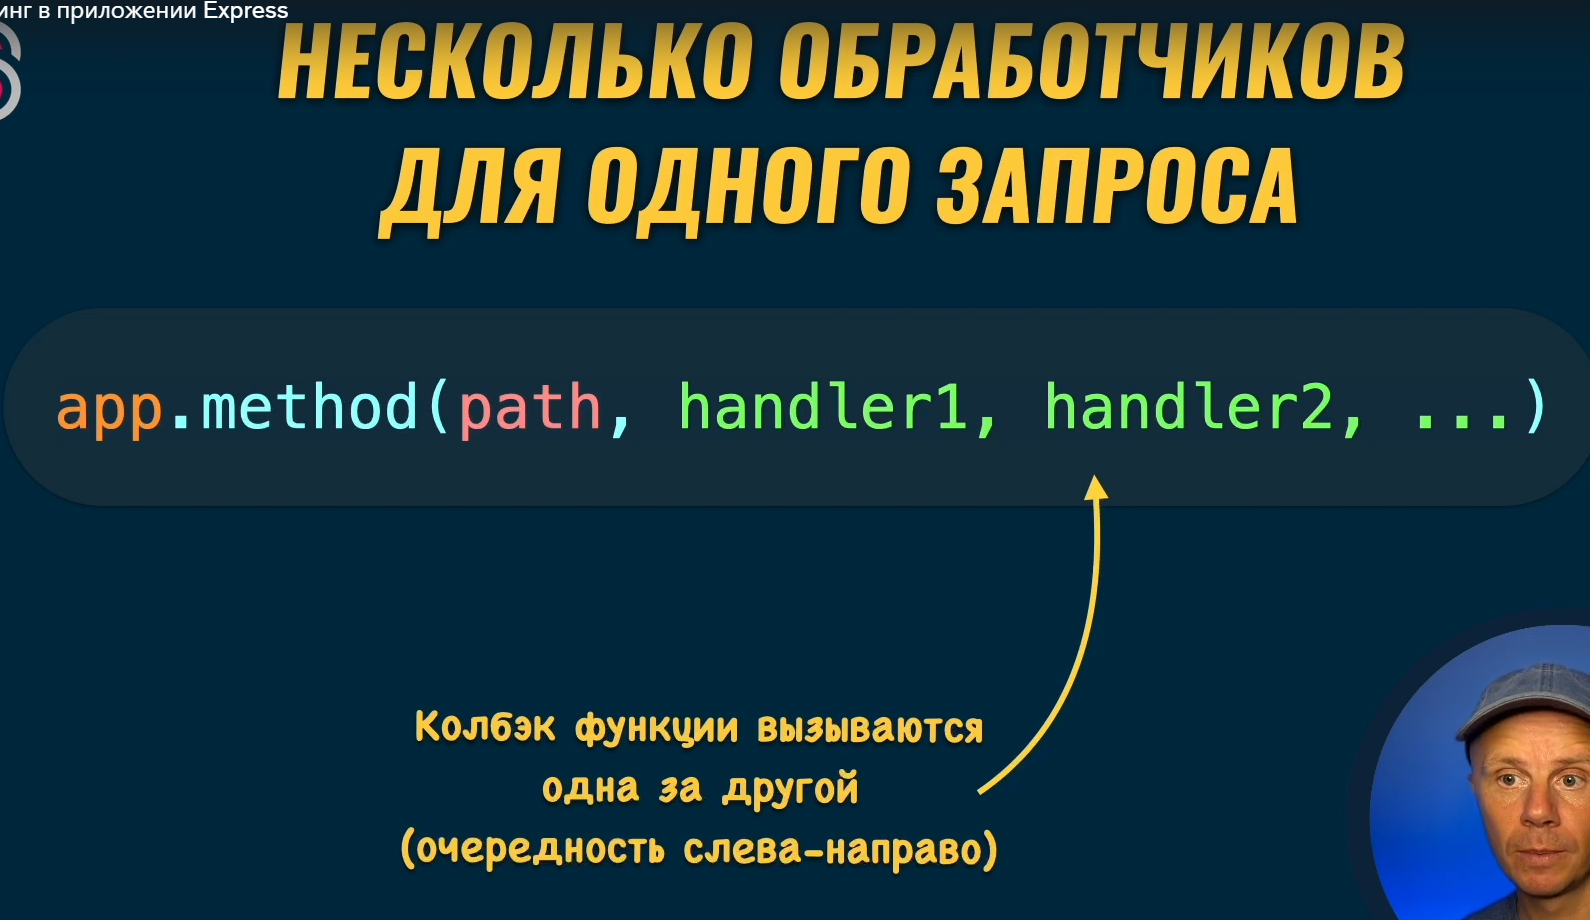 инг в приложении Express
НЕСКОЛЬКО ОБРАБОТЧИКОВ
ДЛЯ ОДНОГО ЗАПРОСА
app.method(path, handler1, handler2, ...)
Колбэк функции вызываются
одна за другой
(очередность слева-направо)